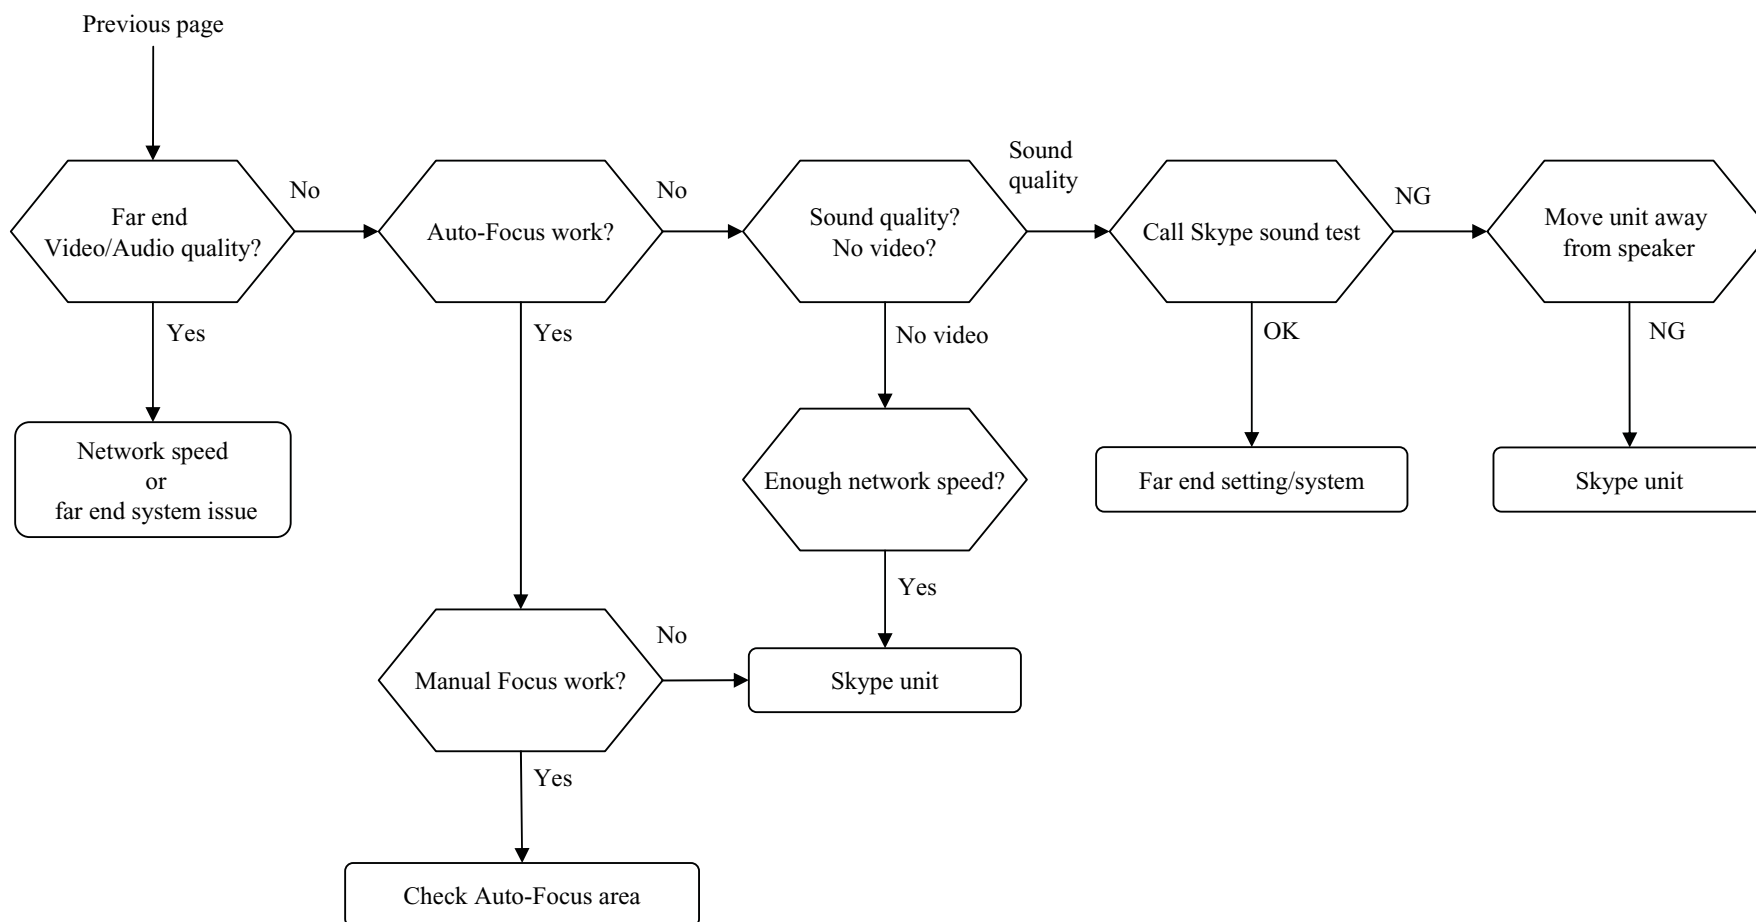 Previous page
Far end
Video/Audio quality?
No
Auto-Focus work?
No
Sound quality?
No video?
Sound
quality
Call Skype sound test
NG
Move unit away
from speaker
Yes
Yes
No video
OK
NG
Network speed
or
far end system issue
Enough network speed?
Far end setting/system
Skype unit
Yes
Manual Focus work?
No
Skype unit
Yes
Check Auto-Focus area